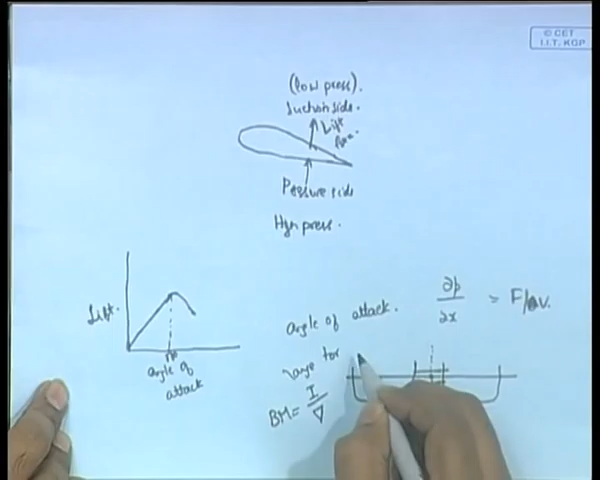 © CET
I.I.T. KGP
(low press).
Suction side.
Lift
Pressure side
High press.
Lift.
angle of
attack
angle of attack.
∂p/∂x = F/ΔV.
range for
BM = I/∇